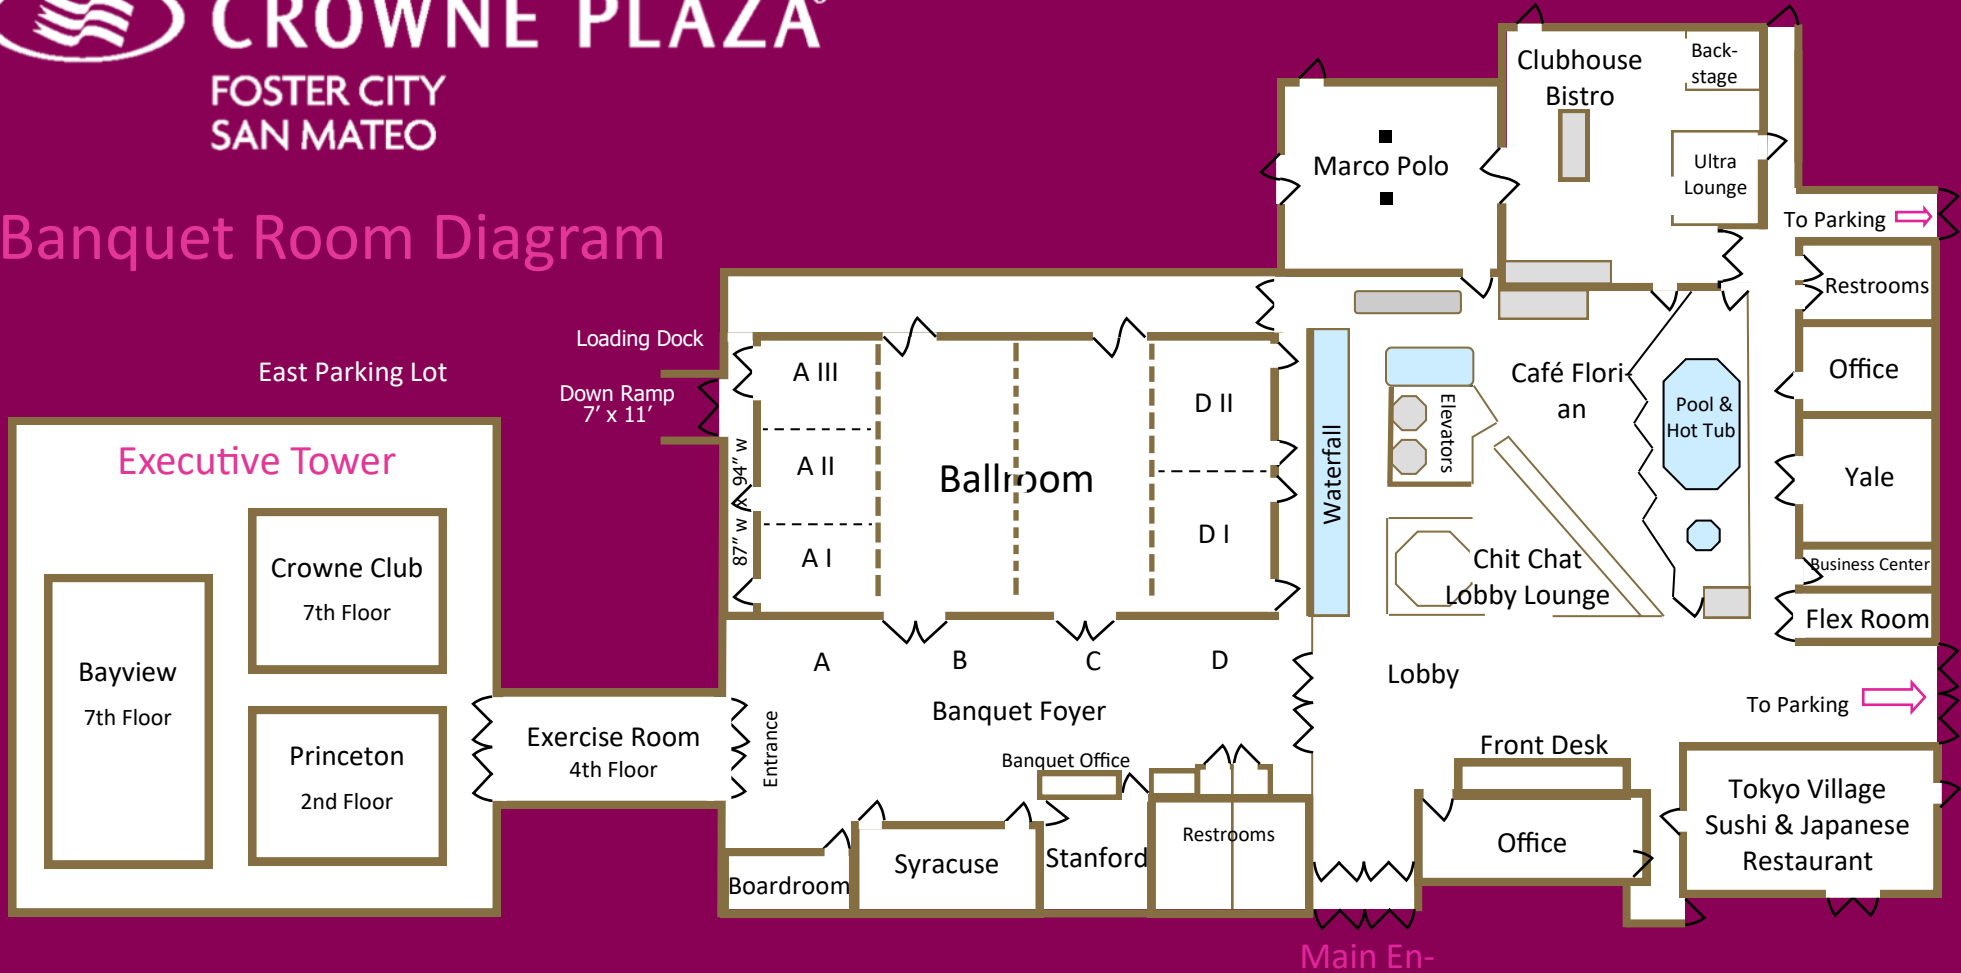 CROWNE PLAZA®
FOSTER CITY
SAN MATEO
Banquet Room Diagram
Clubhouse
Bistro
Back-
stage
Ultra
Lounge
Marco Polo
To Parking
Restrooms
Office
Yale
Business Center
Flex Room
Loading Dock
Down Ramp
7’ x 11’
East Parking Lot
A III
A II
A I
87” w x 94” w
Ballroom
D II
D I
Waterfall
Elevators
Café Flori-
an
Pool &
Hot Tub
Chit Chat
Lobby Lounge
Executive Tower
Crowne Club
7th Floor
Bayview
7th Floor
Princeton
2nd Floor
Exercise Room
4th Floor
Entrance
A
B
C
D
Banquet Foyer
Lobby
To Parking
Banquet Office
Front Desk
Boardroom
Syracuse
Stanford
Restrooms
Office
Tokyo Village
Sushi & Japanese
Restaurant
Main En-